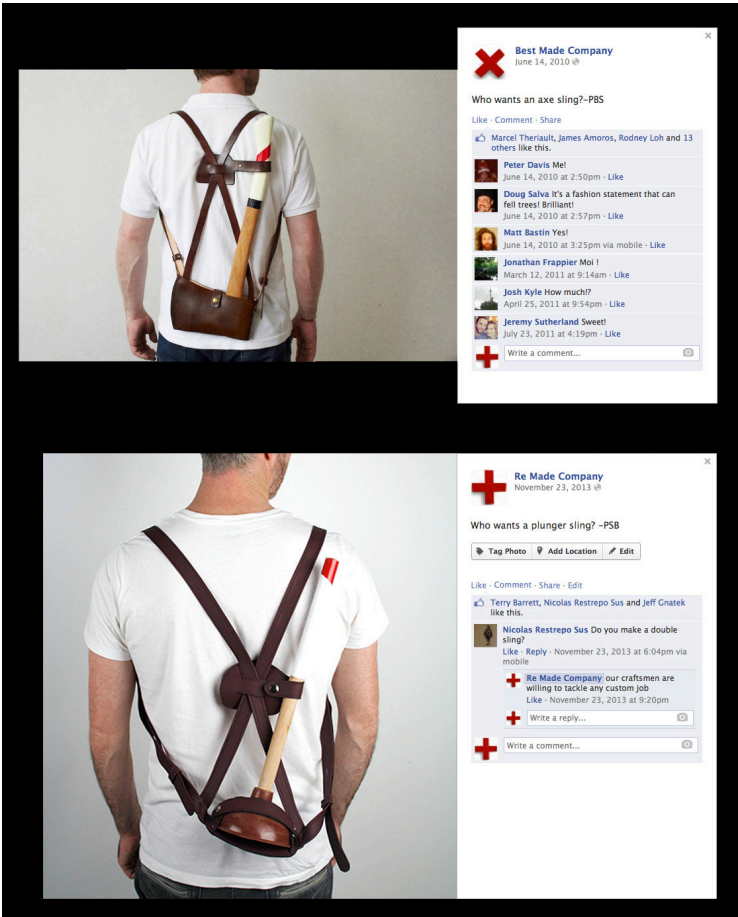 Best Made Company
June 14, 2010
Who wants an axe sling?-PBS
Like · Comment · Share
Marcel Theriault, James Amoros, Rodney Loh and 13
others like this.
Peter Davis Me!
June 14, 2010 at 2:50pm · Like
Doug Salva It's a fashion statement that can
fell trees! Brilliant!
June 14, 2010 at 2:57pm · Like
Matt Bastin Yes!
June 14, 2010 at 3:25pm via mobile · Like
Jonathan Frappier Moi !
March 12, 2011 at 9:14am · Like
Josh Kyle How much!?
April 25, 2011 at 9:54pm · Like
Jeremy Sutherland Sweet!
July 23, 2011 at 4:19pm · Like
Write a comment...
Re Made Company
November 23, 2013
Who wants a plunger sling? -PSB
Tag Photo Add Location Edit
Like · Comment · Share · Edit
Terry Barrett, Nicolas Restrepo Sus and Jeff Gnatek
like this.
Nicolas Restrepo Sus Do you make a double
sling?
Like · Reply · November 23, 2013 at 6:04pm via
mobile
Re Made Company our craftsmen are
willing to tackle any custom job
Like · November 23, 2013 at 9:20pm
Write a reply...
Write a comment...